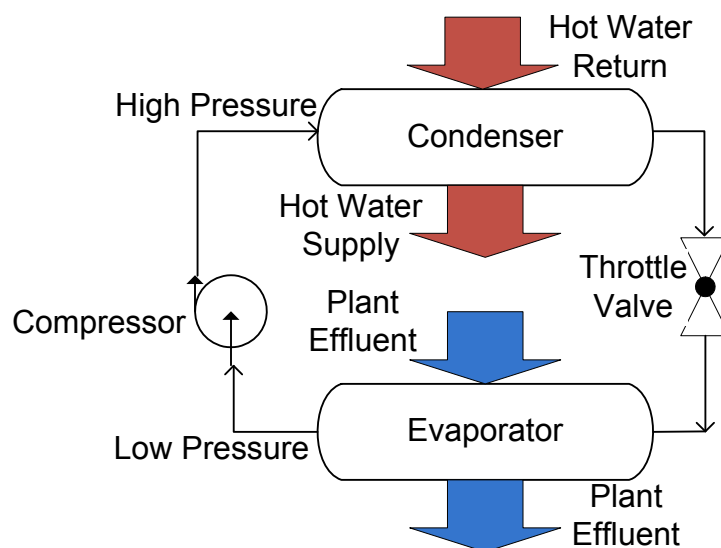 Hot Water
Return
High Pressure
Condenser
Hot Water
Supply
Throttle
Valve
Compressor
Plant
Effluent
Evaporator
Low Pressure
Plant
Effluent